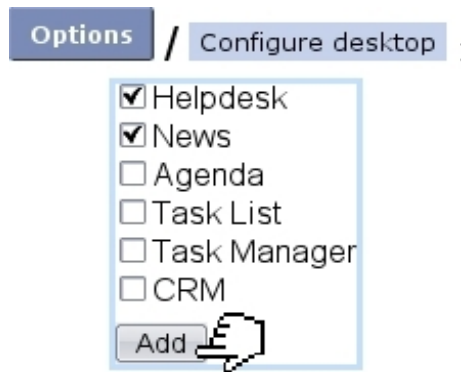 Options / Configure desktop
Helpdesk
News
Agenda
Task List
Task Manager
CRM
Add